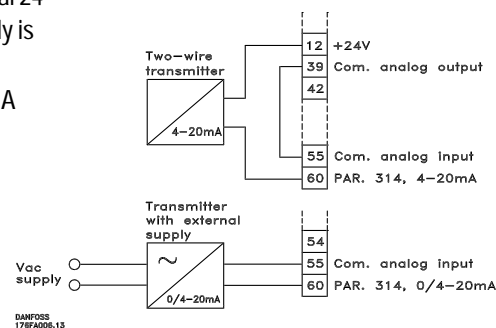 al 24
ly is
A
Two-wire
transmitter
4-20mA
12 +24V
39 Com. analog output
42
55 Com. analog input
60 PAR. 314, 4-20mA
Transmitter
with external
supply
~
0/4-20mA
Vac
supply
54
55 Com. analog input
60 PAR. 314, 0/4-20mA
DANFOSS
176FA006.13